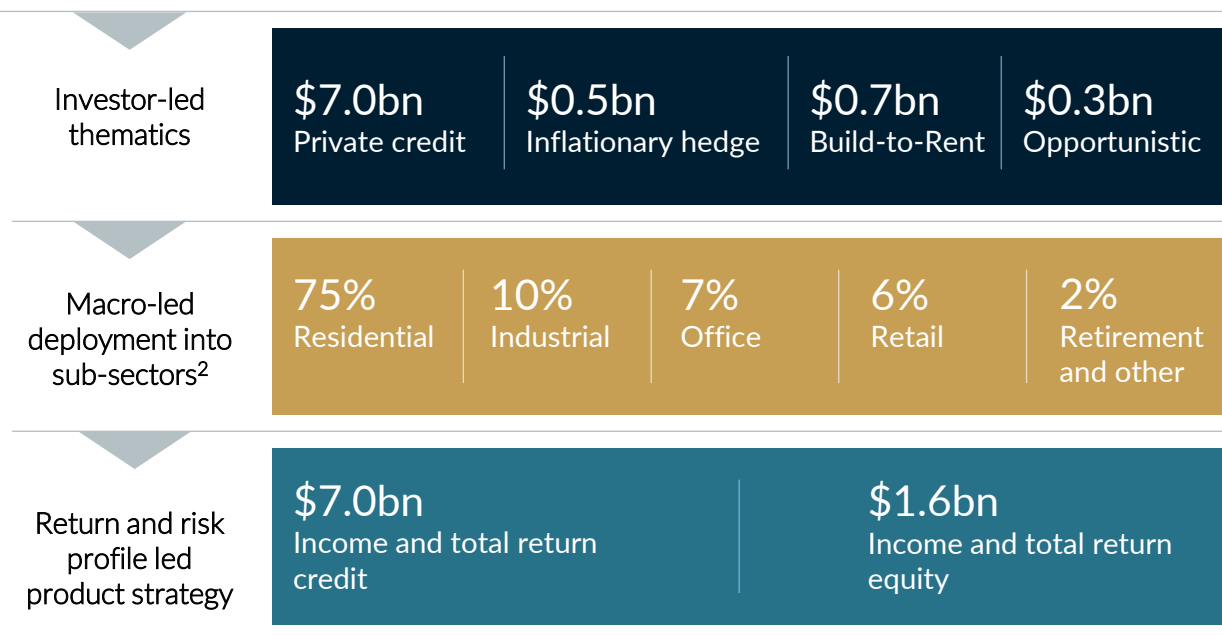 Investor-led
thematics
$7.0bn
Private credit
$0.5bn
Inflationary hedge
$0.7bn
Build-to-Rent
$0.3bn
Opportunistic
Macro-led
deployment into
sub-sectors²
75%
Residential
10%
Industrial
7%
Office
6%
Retail
2%
Retirement
and other
Return and risk
profile led
product strategy
$7.0bn
Income and total return
credit
$1.6bn
Income and total return
equity